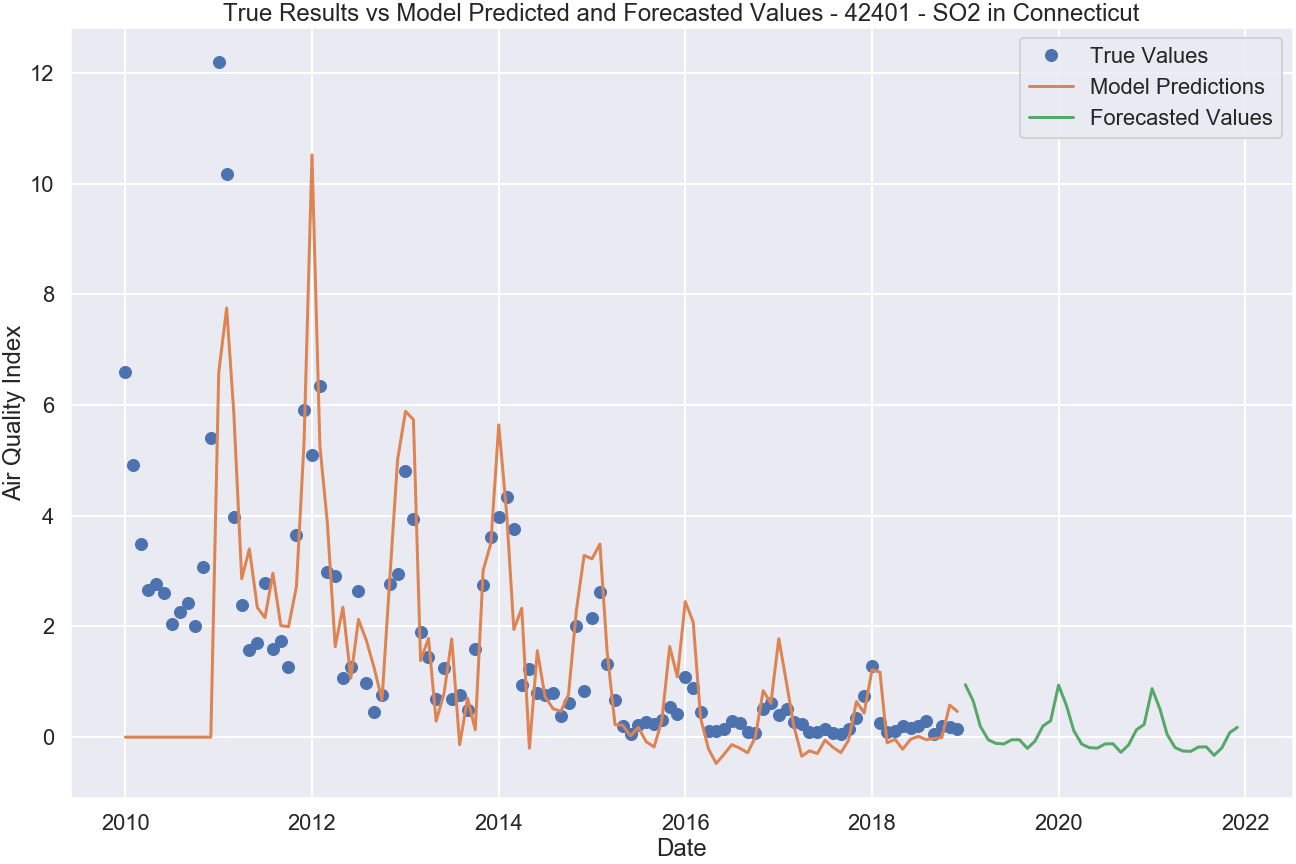 True Results vs Model Predicted and Forecasted Values - 42401 - SO2 in Connecticut
True Values
Model Predictions
Forecasted Values
Air Quality Index
12
10
8
6
4
2
0
2010 2012 2014 2016 2018 2020 2022
Date